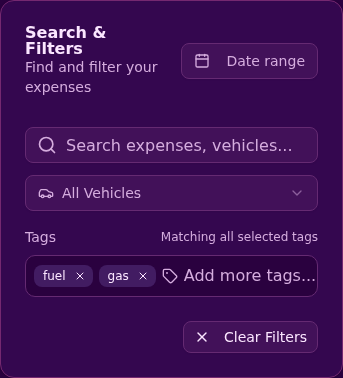 Search &
Filters
Find and filter your
expenses
Date range
Search expenses, vehicles...
All Vehicles
Tags
Matching all selected tags
fuel
gas
Add more tags...
Clear Filters